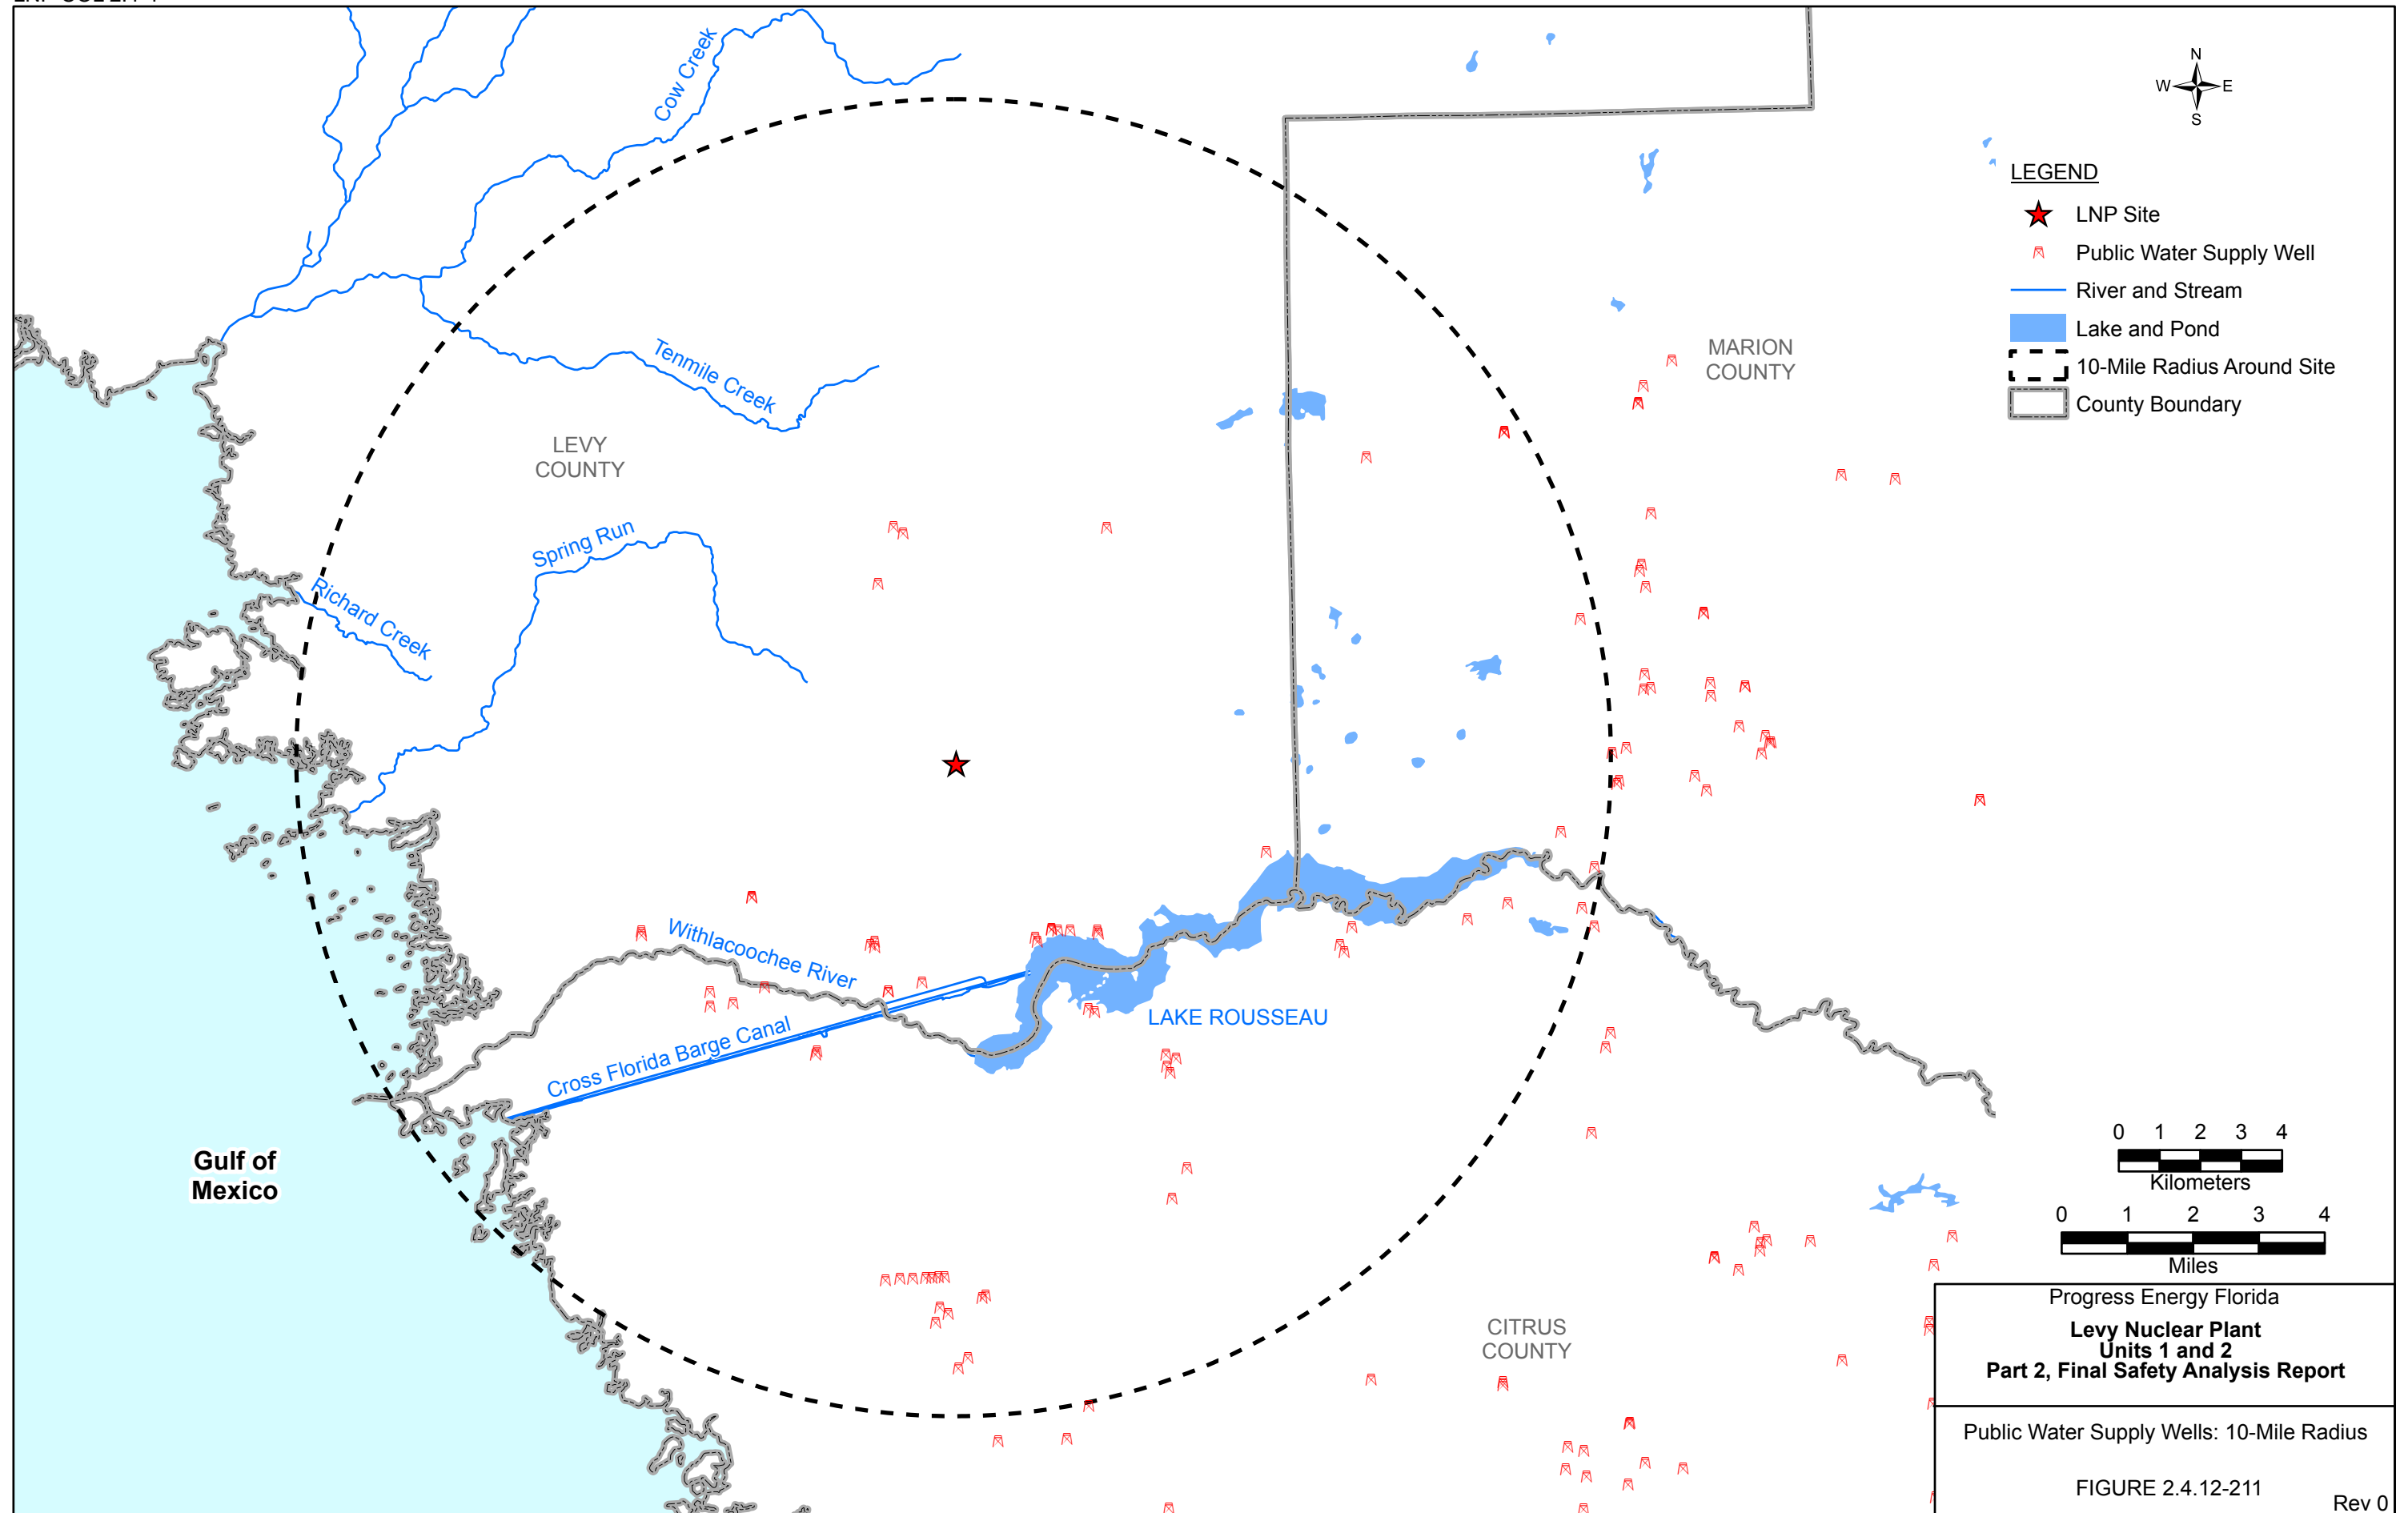 Cow Creek
N
W
E
S
LEGEND
LNP Site
Public Water Supply Well
River and Stream
Lake and Pond
10-Mile Radius Around Site
County Boundary
MARION
COUNTY
Tenmile Creek
LEVY
COUNTY
Spring Run
Richard Creek
Withlacoochee River
LAKE ROUSSEAU
Cross Florida Barge Canal
Gulf of
Mexico
0 1 2 3 4
Kilometers
0 1 2 3 4
Miles
CITRUS
COUNTY
Progress Energy Florida
Levy Nuclear Plant
Units 1 and 2
Part 2, Final Safety Analysis Report
Public Water Supply Wells: 10-Mile Radius
FIGURE 2.4.12-211
Rev 0